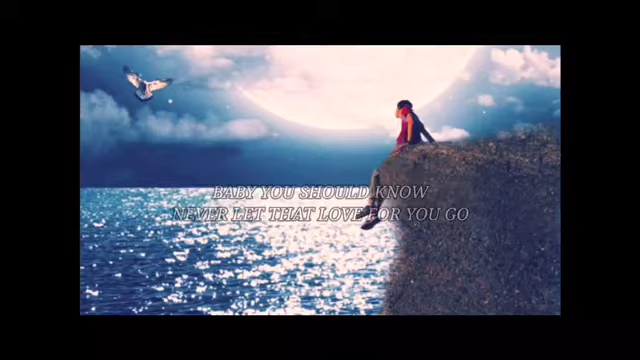 BABY YOU SHOULD KNOW
NEVER LET THAT LOVE FOR YOU GO